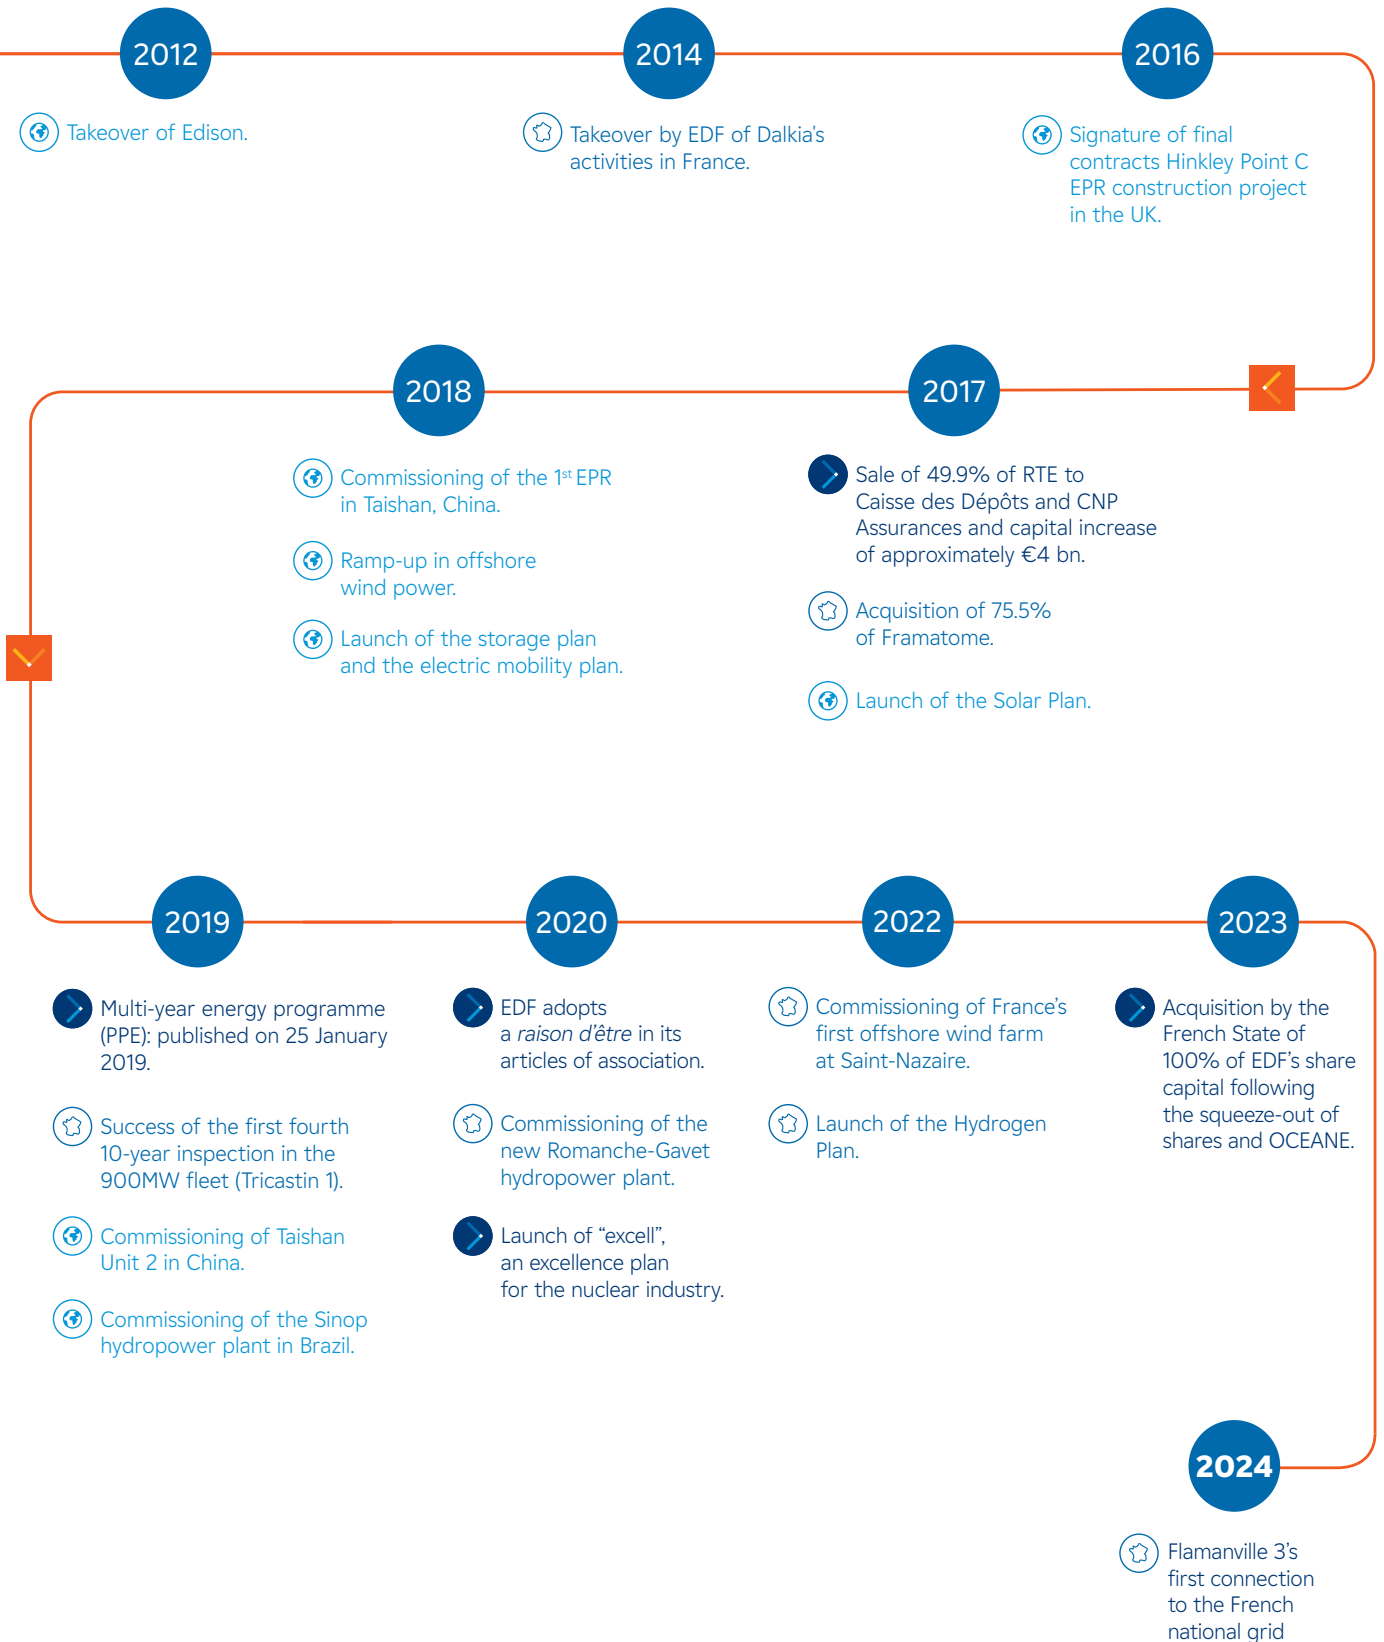 2012
Takeover of Edison.
2014
Takeover by EDF of Dalkia's
activities in France.
2016
Signature of final
contracts Hinkley Point C
EPR construction project
in the UK.
2017
Sale of 49.9% of RTE to
Caisse des Dépôts and CNP
Assurances and capital increase
of approximately €4 bn.
Acquisition of 75.5%
of Framatome.
Launch of the Solar Plan.
2018
Commissioning of the 1st EPR
in Taishan, China.
Ramp-up in offshore
wind power.
Launch of the storage plan
and the electric mobility plan.
2019
Multi-year energy programme
(PPE): published on 25 January
2019.
Success of the first fourth
10-year inspection in the
900MW fleet (Tricastin 1).
Commissioning of Taishan
Unit 2 in China.
Commissioning of the Sinop
hydropower plant in Brazil.
2020
EDF adopts
a raison d'être in its
articles of association.
Commissioning of the
new Romanche-Gavet
hydropower plant.
Launch of “excell”,
an excellence plan
for the nuclear industry.
2022
Commissioning of France’s
first offshore wind farm
at Saint-Nazaire.
Launch of the Hydrogen
Plan.
2023
Acquisition by the
French State of
100% of EDF’s share
capital following
the squeeze-out of
shares and OCEANE.
2024
Flamanville 3’s
first connection
to the French
national grid